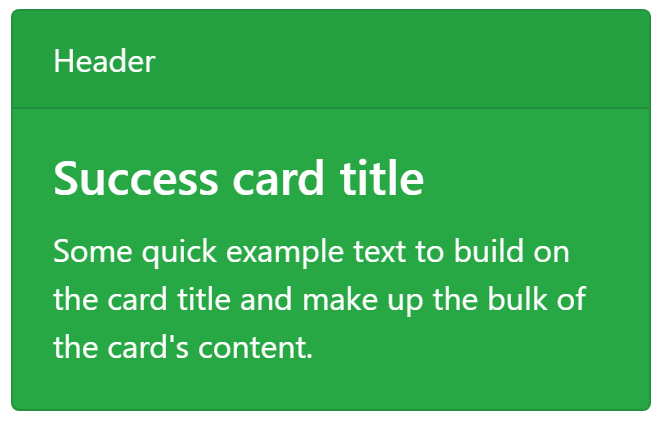 Header
Success card title
Some quick example text to build on
the card title and make up the bulk of
the card's content.